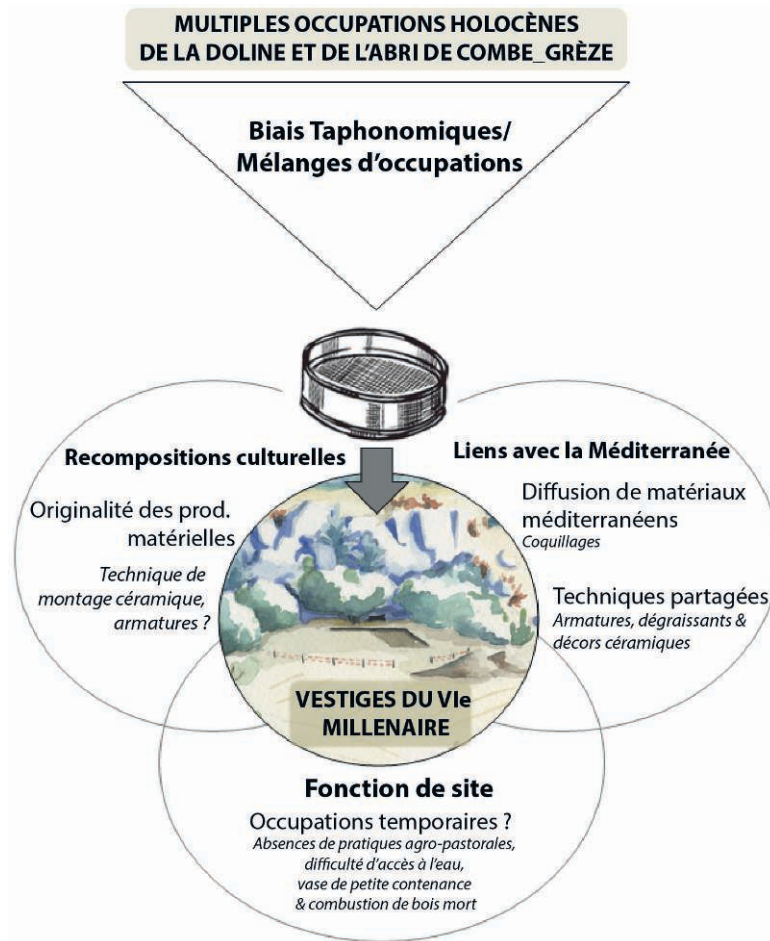 MULTIPLES OCCUPATIONS HOLOCÈNES
DE LA DOLINE ET DE L'ABRI DE COMBE_GRÈZE
Biais Taphonomiques/
Mélanges d'occupations
Recompositions culturelles
Originalité des prod.
matérielles
Technique de
montage céramique,
armatures ?
Liens avec la Méditerranée
Diffusion de matériaux
méditerranéens
Coquillages
Techniques partagées
Armatures, dégraissants &
décors céramiques
VESTIGES DU VIe
MILLENAIRE
Fonction de site
Occupations temporaires ?
Absences de pratiques agro-pastorales,
difficulté d'accès à l'eau,
vase de petite contenance
& combustion de bois mort